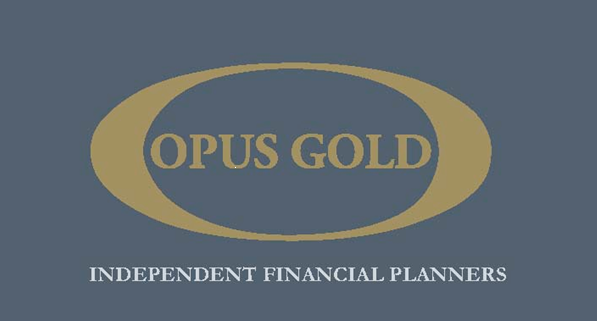 OPUS GOLD
INDEPENDENT FINANCIAL PLANNERS